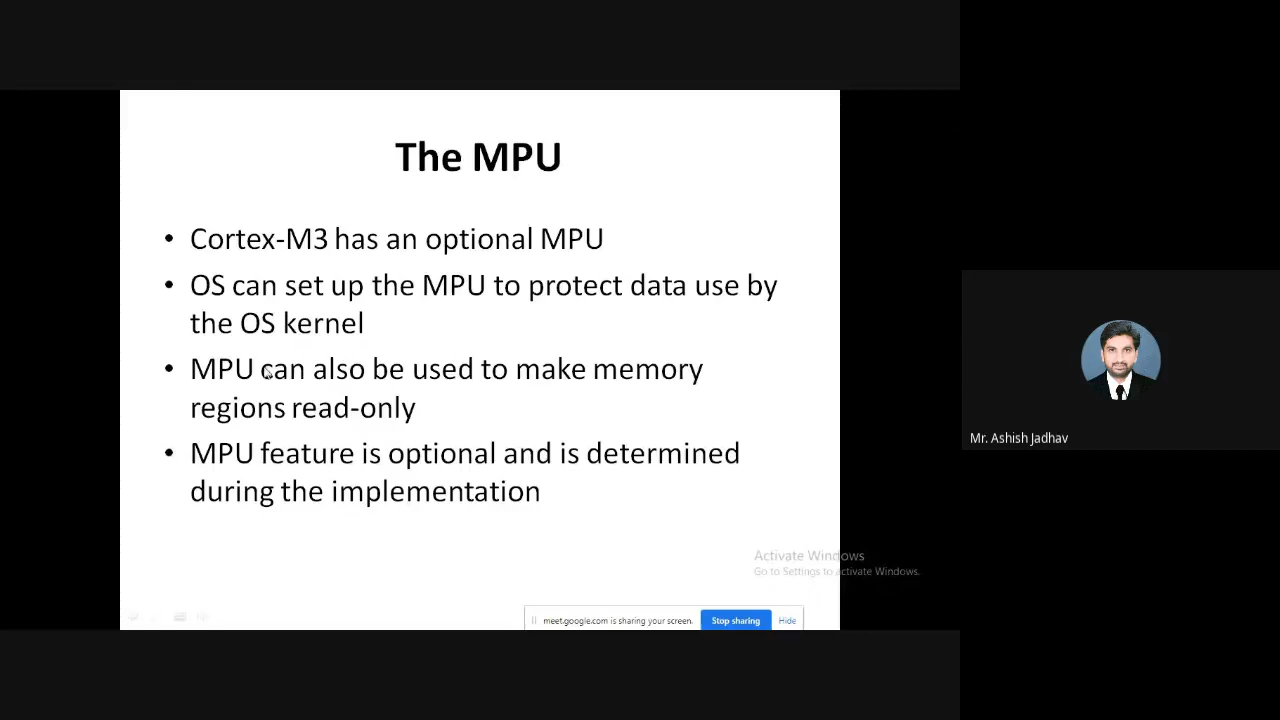 The MPU
• Cortex-M3 has an optional MPU
• OS can set up the MPU to protect data use by
the OS kernel
• MPU can also be used to make memory
regions read-only
• MPU feature is optional and is determined
during the implementation
Mr. Ashish Jadhav
Activate Windows
Go to Settings to activate Windows.
meet.google.com is sharing your screen.
Stop sharing
Hide